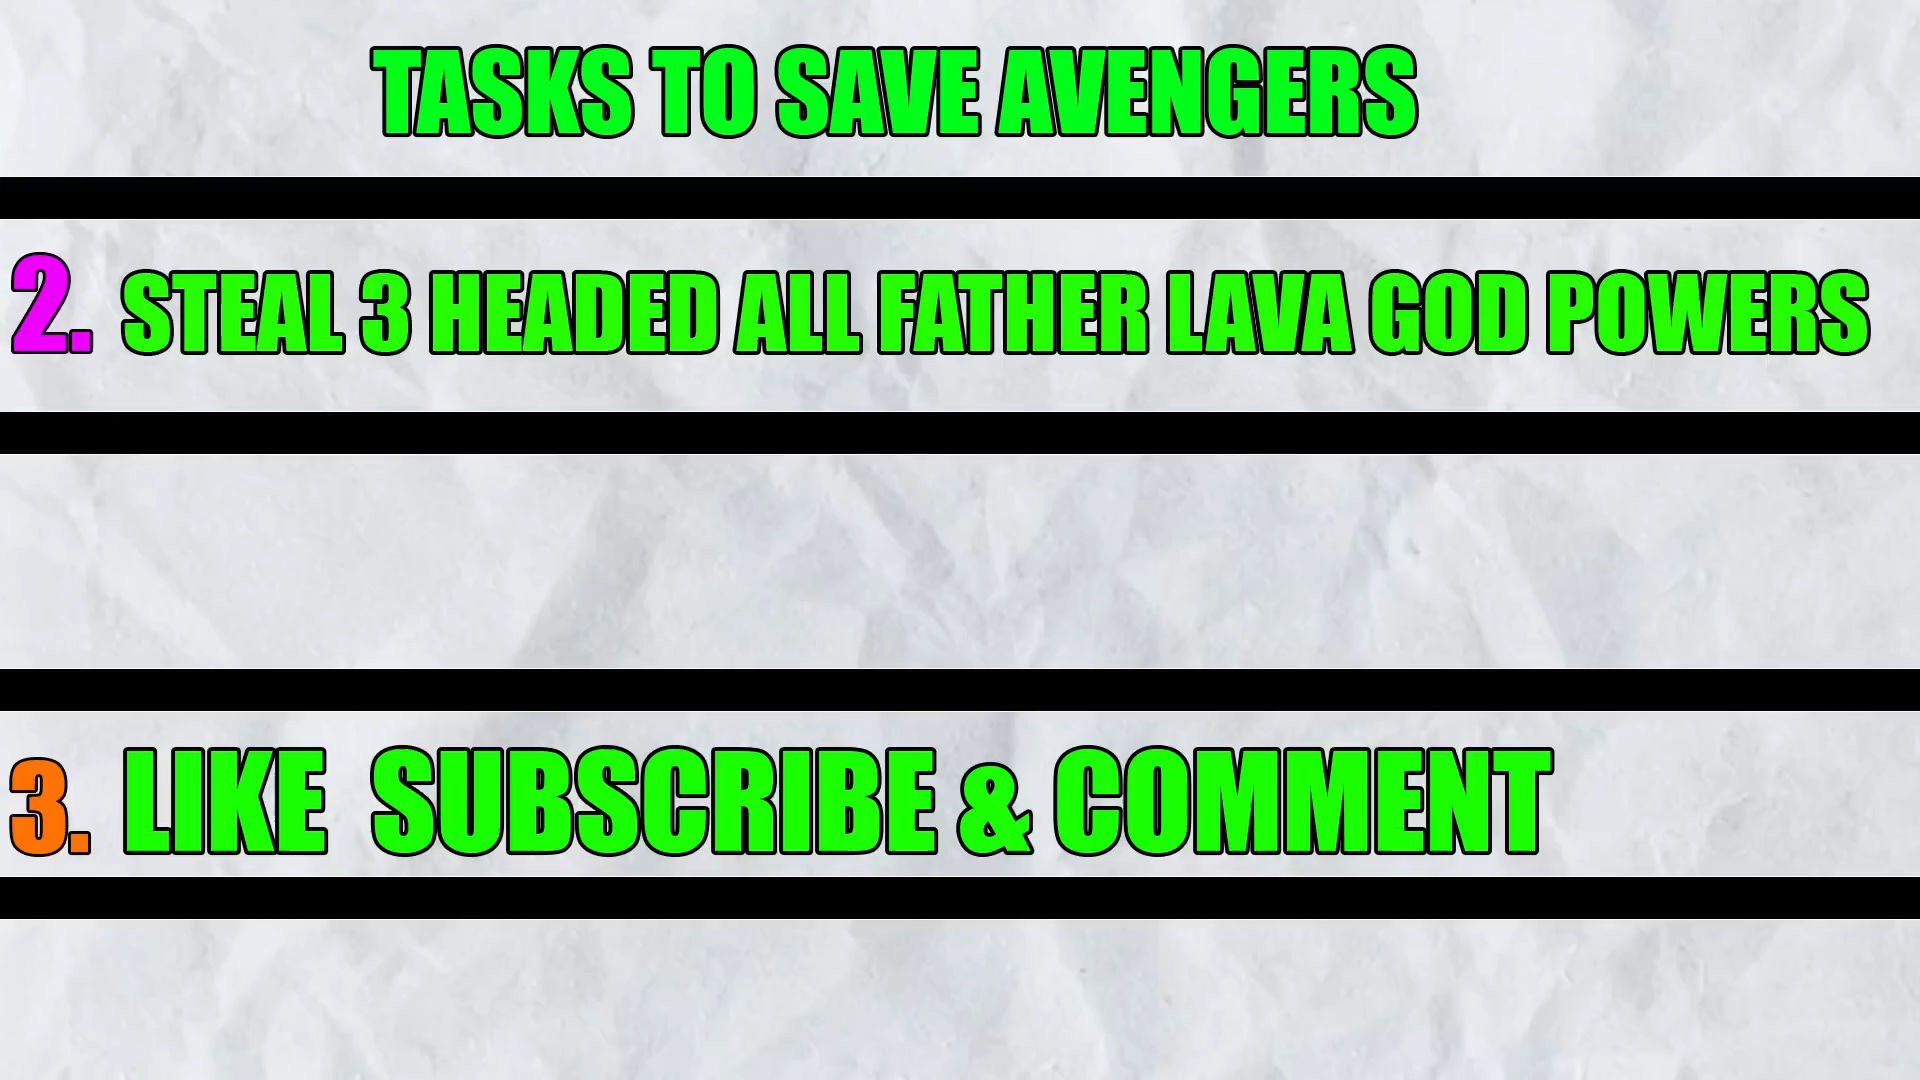 TASKS TO SAVE AVENGERS
2. STEAL 3 HEADED ALL FATHER LAVA GOD POWERS
3. LIKE SUBSCRIBE & COMMENT